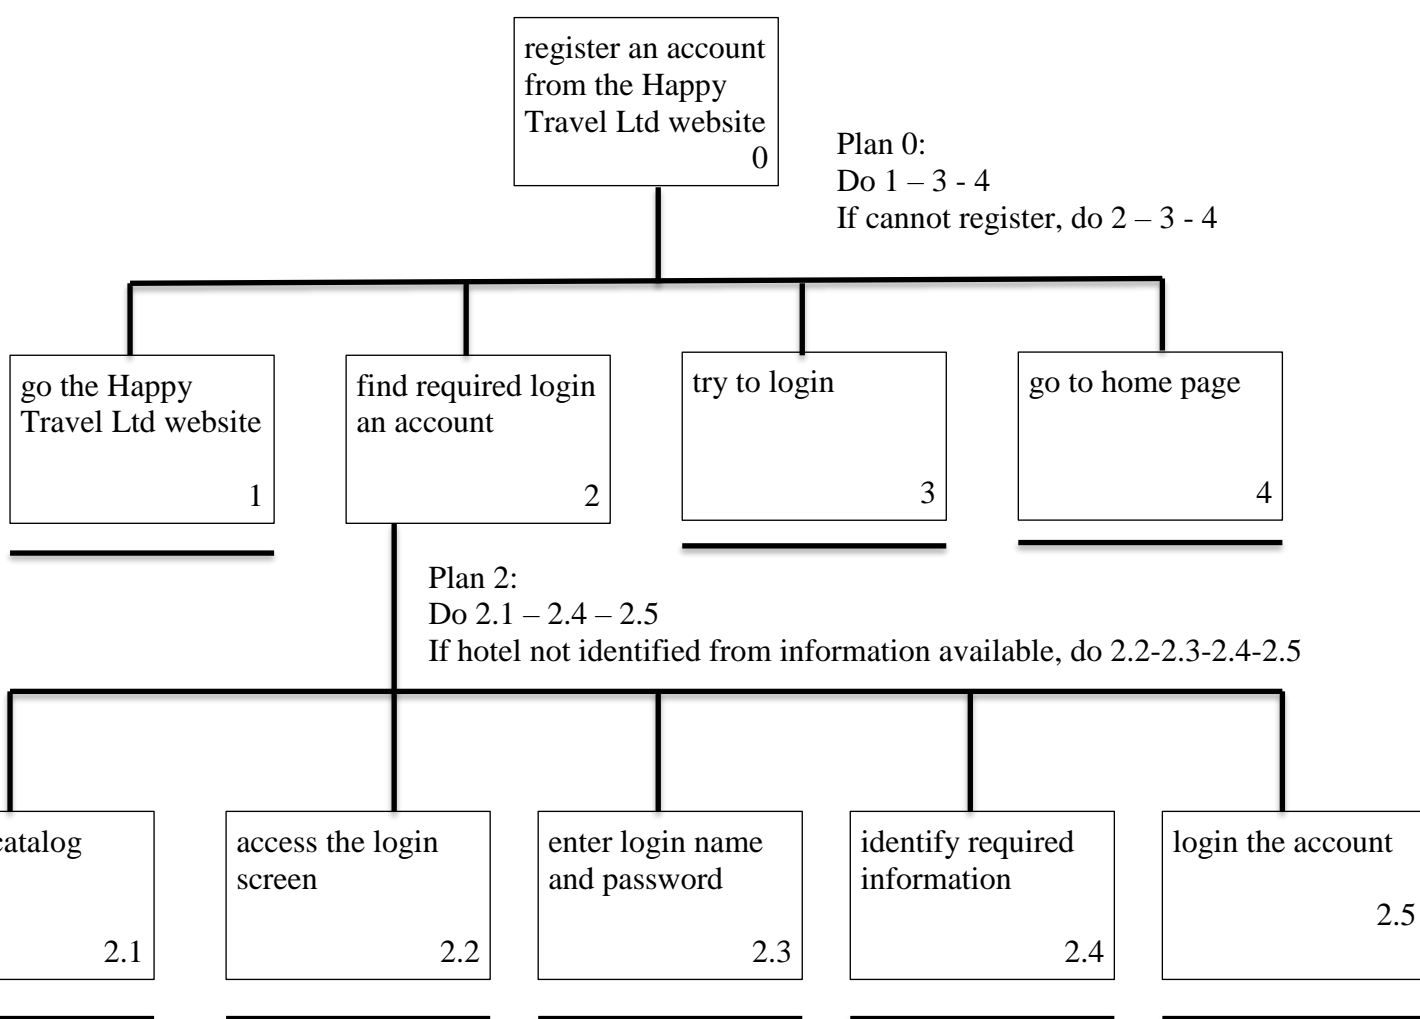 register an account
from the Happy
Travel Ltd website
0
Plan 0:
Do 1 – 3 - 4
If cannot register, do 2 – 3 - 4
go the Happy
Travel Ltd website
1
find required login
an account
2
try to login
3
go to home page
4
Plan 2:
Do 2.1 – 2.4 – 2.5
If hotel not identified from information available, do 2.2-2.3-2.4-2.5
catalog
2.1
access the login
screen
2.2
enter login name
and password
2.3
identify required
information
2.4
login the account
2.5